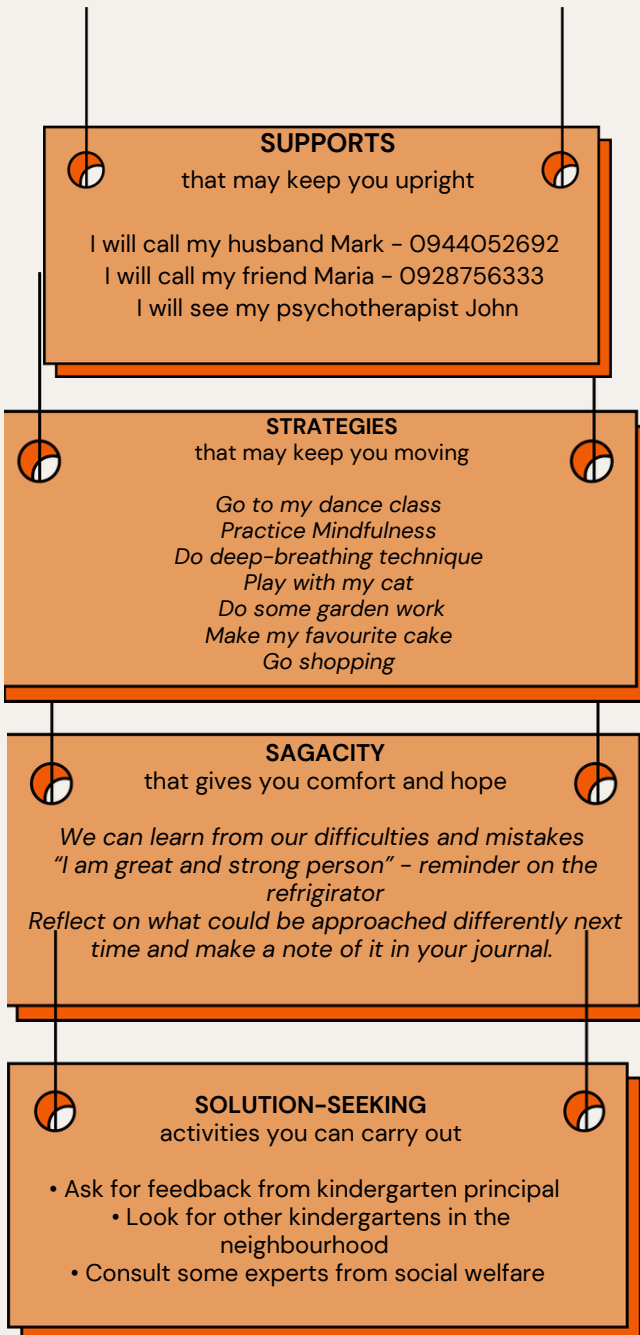 SUPPORTS
that may keep you upright
I will call my husband Mark - 0944052692
I will call my friend Maria - 0928756333
I will see my psychotherapist John
STRATEGIES
that may keep you moving
Go to my dance class
Practice Mindfulness
Do deep-breathing technique
Play with my cat
Do some garden work
Make my favourite cake
Go shopping
SAGACITY
that gives you comfort and hope
We can learn from our difficulties and mistakes
“I am great and strong person” - reminder on the
refrigirator
Reflect on what could be approached differently next
time and make a note of it in your journal.
SOLUTION-SEEKING
activities you can carry out
• Ask for feedback from kindergarten principal
• Look for other kindergartens in the
neighbourhood
• Consult some experts from social welfare